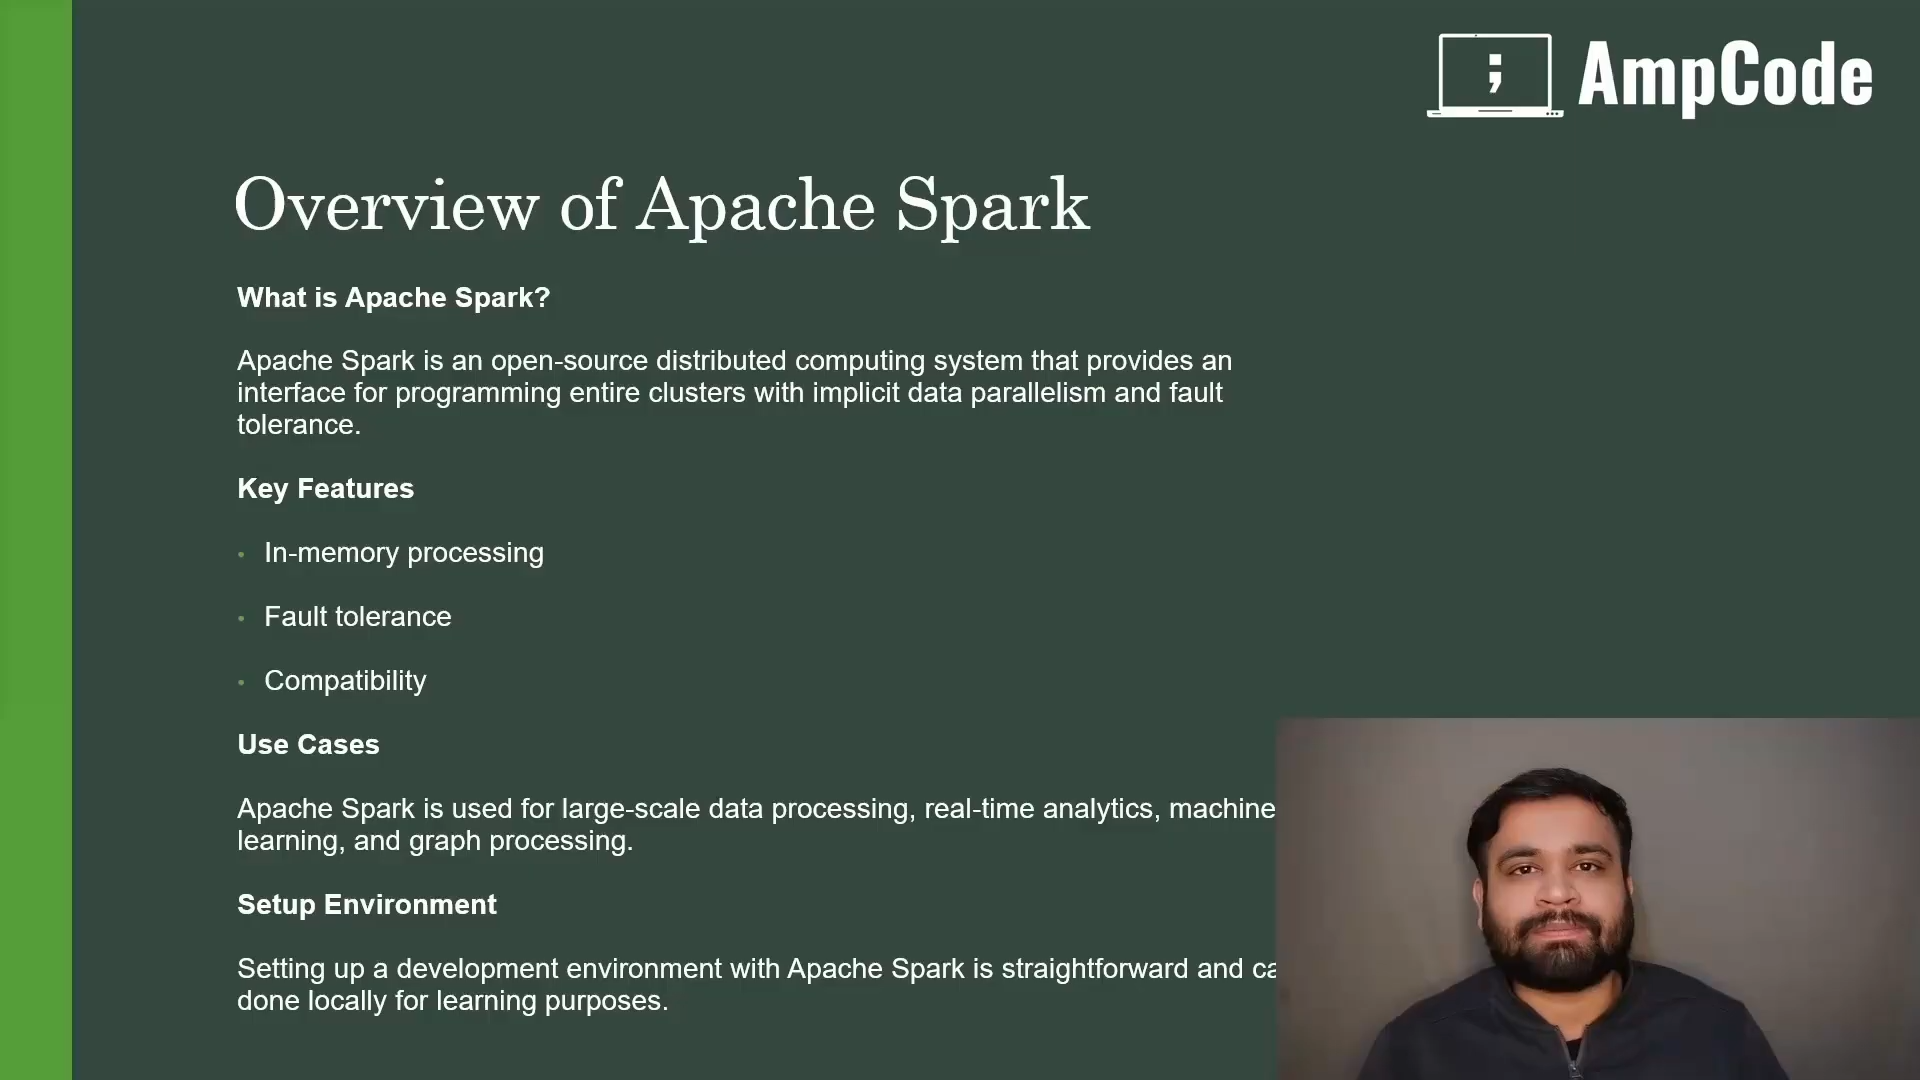 ;
AmpCode
Overview of Apache Spark
What is Apache Spark?
Apache Spark is an open-source distributed computing system that provides an
interface for programming entire clusters with implicit data parallelism and fault
tolerance.
Key Features
• In-memory processing
• Fault tolerance
• Compatibility
Use Cases
Apache Spark is used for large-scale data processing, real-time analytics, machine
learning, and graph processing.
Setup Environment
Setting up a development environment with Apache Spark is straightforward and
done locally for learning purposes.